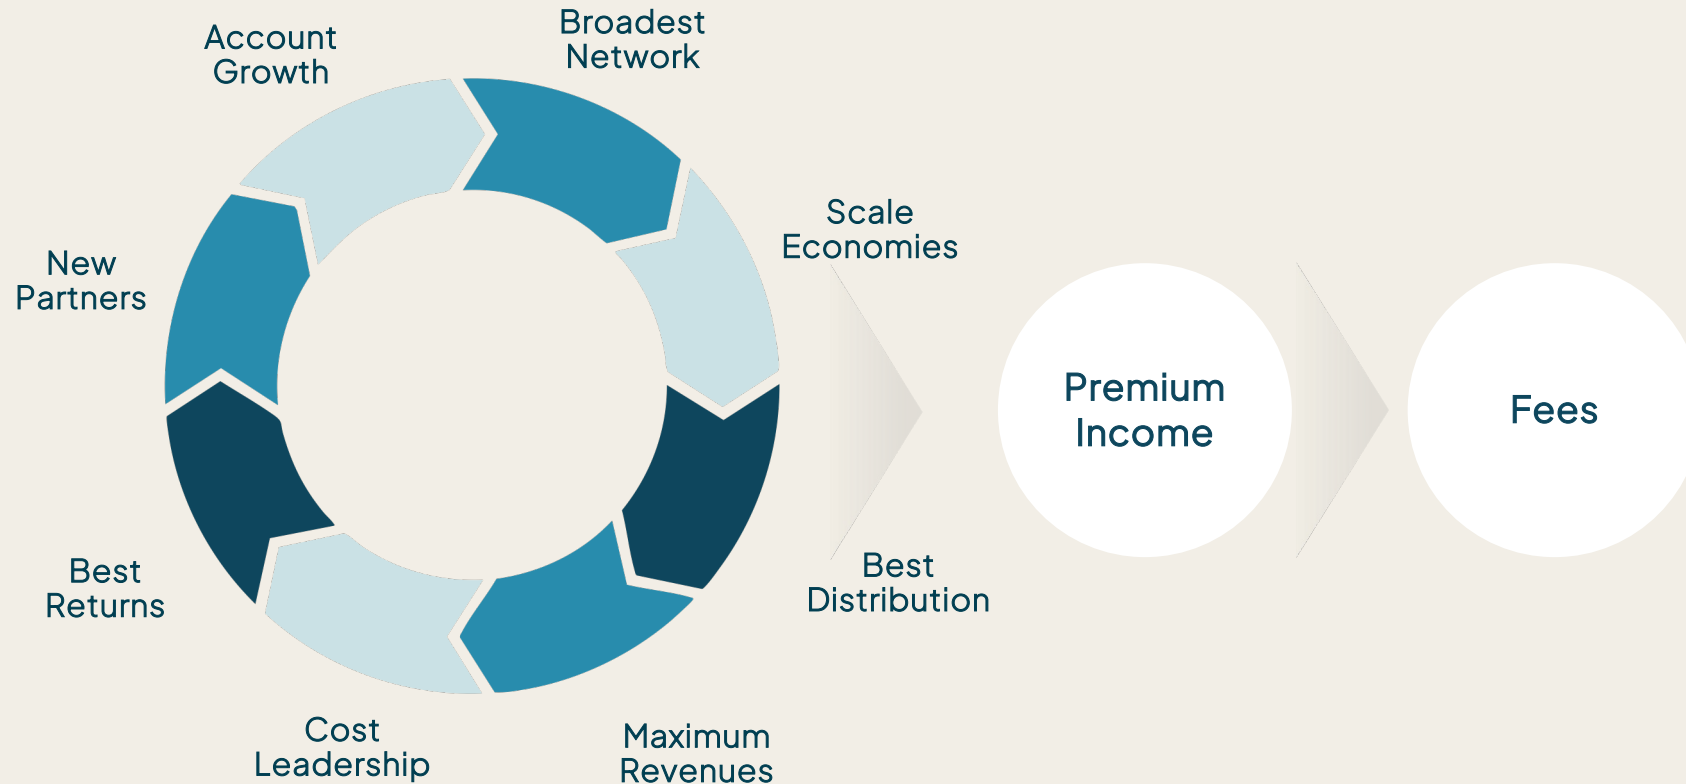 Account
Growth
Broadest
Network
Scale
Economies
Best
Distribution
Maximum
Revenues
Cost
Leadership
Best
Returns
New
Partners
Premium
Income
Fees